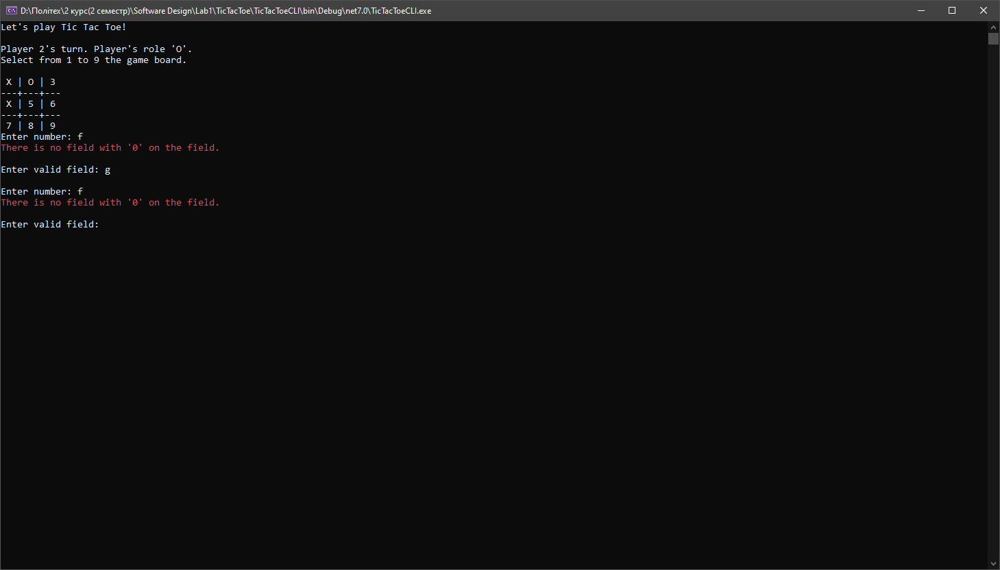 D:\Політех\2 курс(2 семестр)\Software Design\Lab1\TicTacToe\TicTacToeCLI\bin\Debug\net7.0\TicTacToeCLI.exe
Let's play Tic Tac Toe!
Player 2's turn. Player's role 'O'.
Select from 1 to 9 the game board.
 X | O | 3
---+---+---
 X | 5 | 6
---+---+---
 7 | 8 | 9
Enter number: f
There is no field with '0' on the field.
Enter valid field: g
Enter number: f
There is no field with '0' on the field.
Enter valid field: